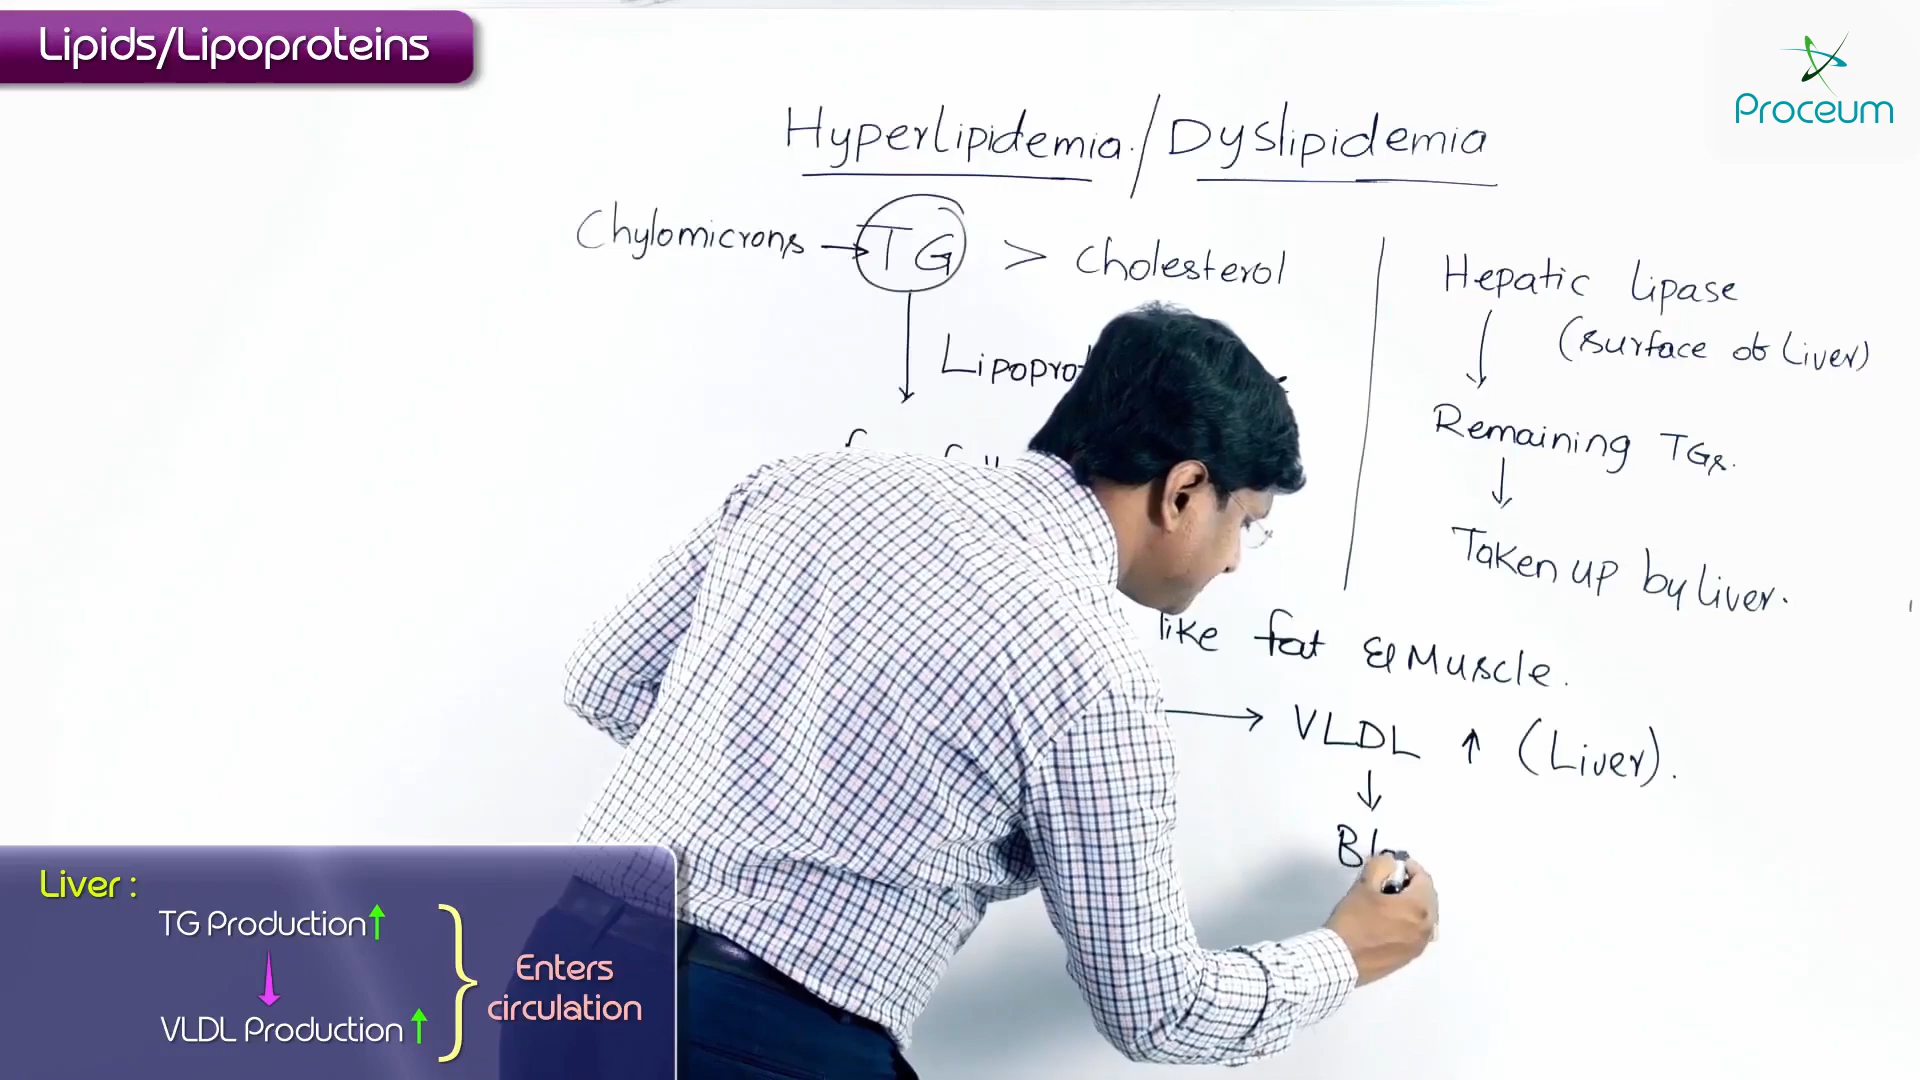 Lipids/Lipoproteins
Proceum
Hyperlipidemia / Dyslipidemia
Chylomicrons → TG > Cholesterol
Hepatic Lipase
(surface of Liver)
Remaining TGs.
Taken up by Liver.
like fat & Muscle.
→ VLDL ↑ (Liver).
Liver :
TG Production↑
VLDL Production↑
Enters
circulation